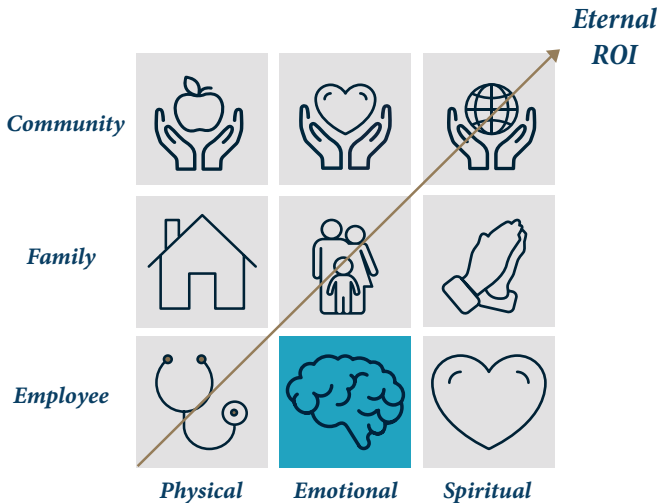 Eternal
ROI
Community
Family
Employee
Physical Emotional Spiritual